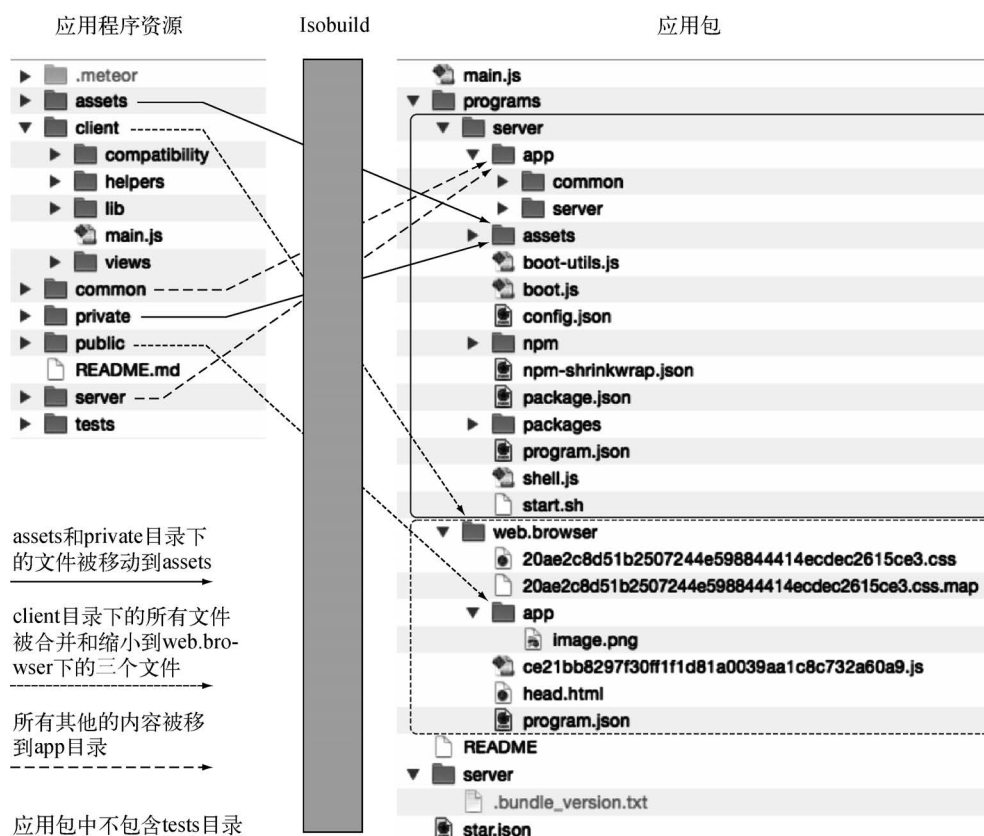 应用程序资源
Isobuild
应用包
.meteor
assets
client
compatibility
helpers
lib
main.js
views
common
private
public
README.md
server
tests
assets和private目录下
的文件被移动到assets
client目录下的所有文件
被合并和缩小到web.bro-
wser下的三个文件
所有其他的内容被移
到app目录
应用包中不包含tests目录
main.js
programs
server
app
common
server
assets
boot-utils.js
boot.js
config.json
npm
npm-shrinkwrap.json
package.json
packages
program.json
shell.js
start.sh
web.browser
20ae2c8d51b2507244e598844414ecdec2615ce3.css
20ae2c8d51b2507244e598844414ecdec2615ce3.css.map
app
image.png
ce21bb8297f30ff1f1d81a0039aa1c8c732a60a9.js
head.html
program.json
README
server
.bundle_version.txt
star.json